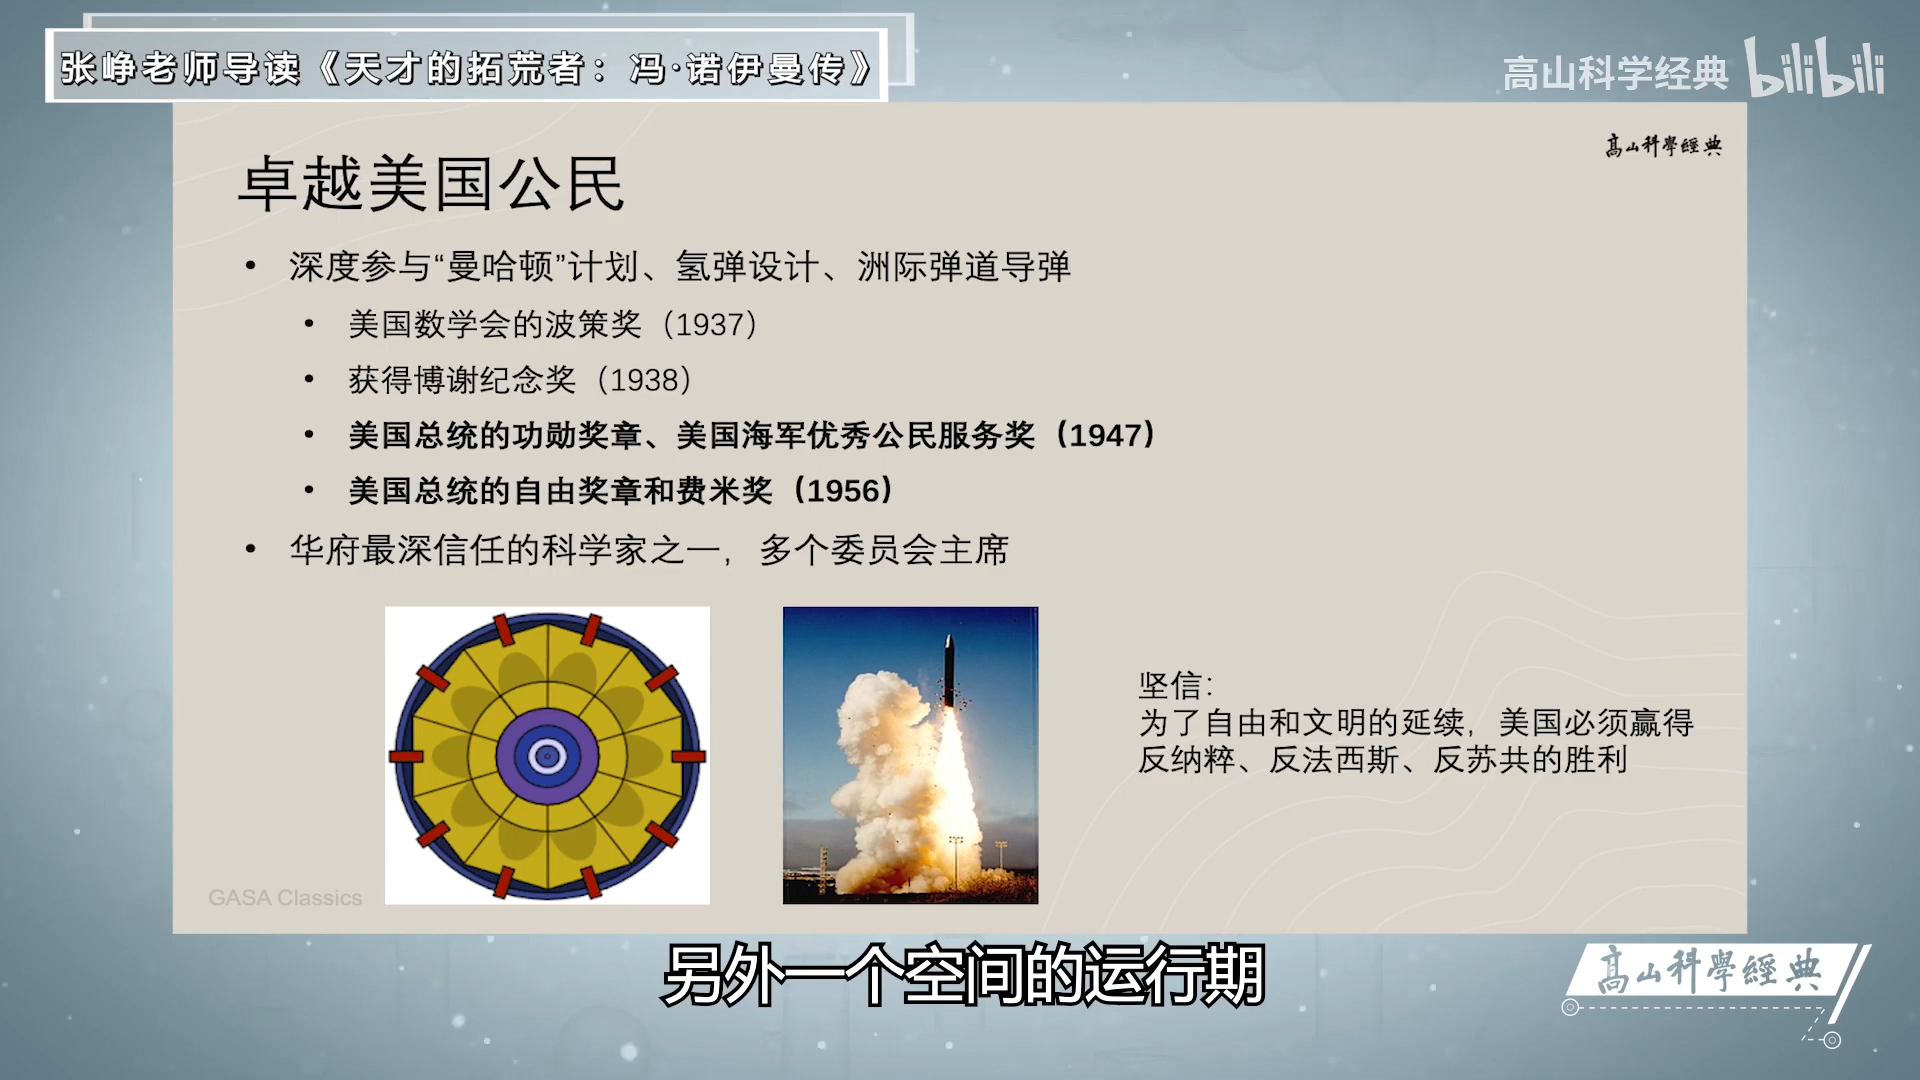 张峥老师导读《天才的拓荒者：冯·诺伊曼传》
高山科学经典 bilibili
高山科學經典
卓越美国公民
• 深度参与“曼哈顿”计划、氢弹设计、洲际弹道导弹
• 美国数学会的波策奖（1937）
• 获得博谢纪念奖（1938）
• 美国总统的功勋奖章、美国海军优秀公民服务奖（1947）
• 美国总统的自由奖章和费米奖（1956）
• 华府最深信任的科学家之一，多个委员会主席
坚信：
为了自由和文明的延续，美国必须赢得
反纳粹、反法西斯、反苏共的胜利
GASA Classics
另外一个空间的运行期
高山科學經典